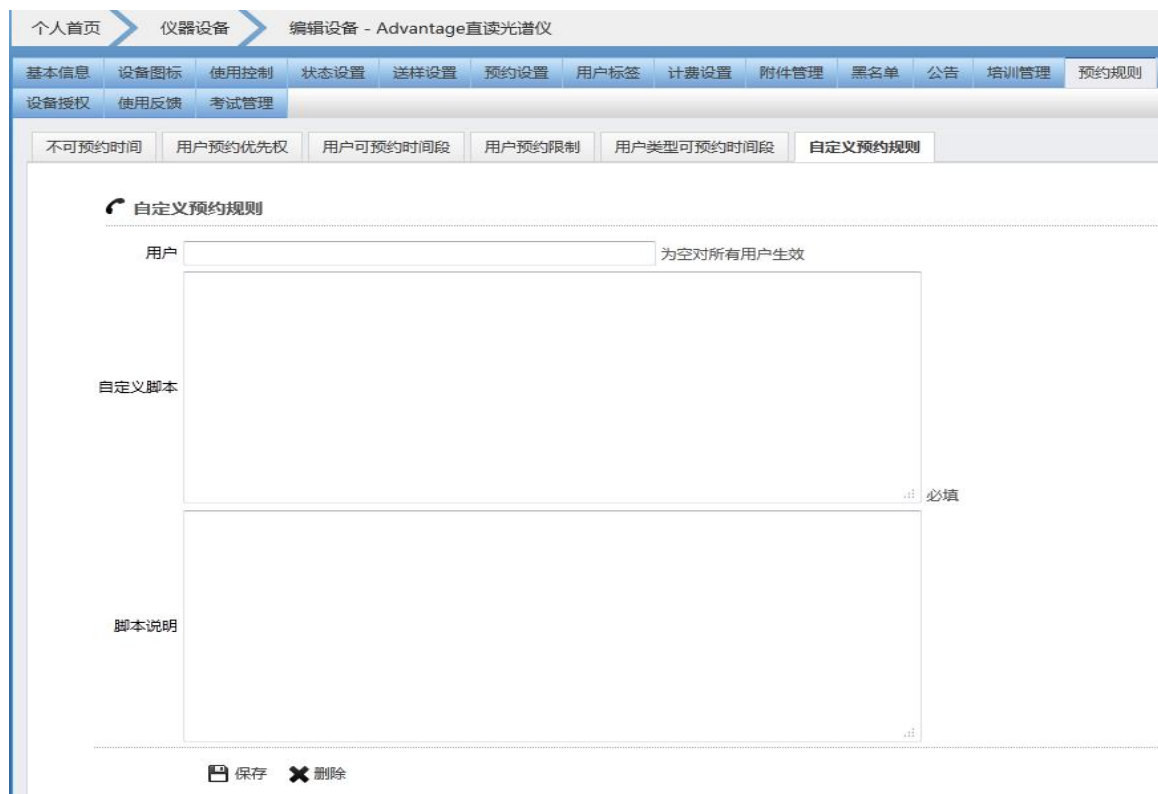 个人首页 仪器设备 编辑设备 - Advantage直读光谱仪
基本信息 设备图标 使用控制 状态设置 送样设置 预约设置 用户标签 计费设置 附件管理 黑名单 公告 培训管理 预约规则
设备授权 使用反馈 考试管理
不可预约时间 用户预约优先权 用户可预约时间段 用户预约限制 用户类型可预约时间段 自定义预约规则
自定义预约规则
用户 为空对所有用户生效
自定义脚本
必填
脚本说明
保存 删除